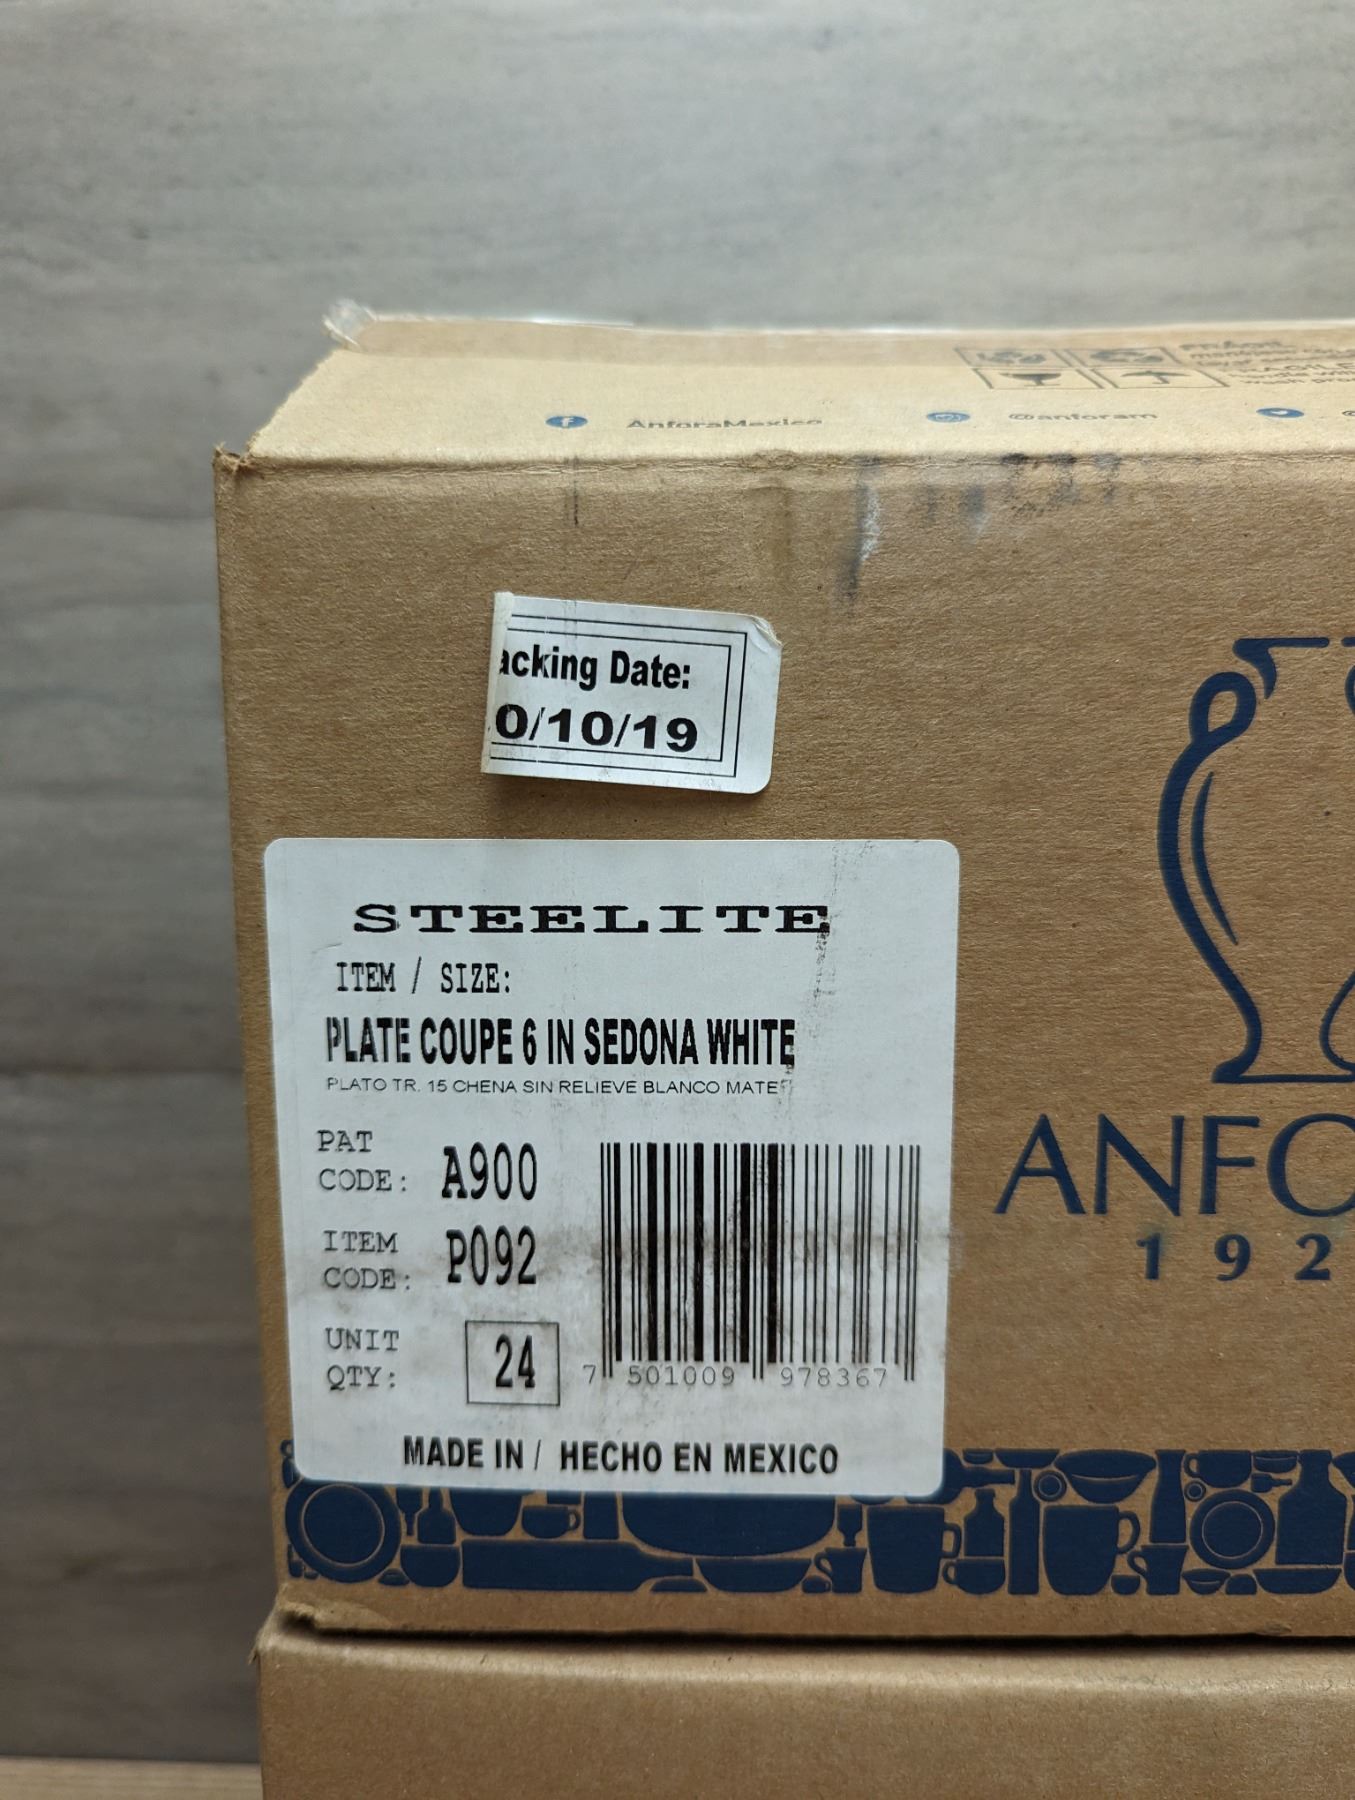 AnforaMexico @anforam
acking Date:
0/10/19
STEELITE
ITEM / SIZE:
PLATE COUPE 6 IN SEDONA WHITE
PLATO TR. 15 CHENA SIN RELIEVE BLANCO MATE
PAT CODE: A900
ITEM CODE: P092
UNIT QTY: 24
7 501009 978367
MADE IN / HECHO EN MEXICO
ANFO
192